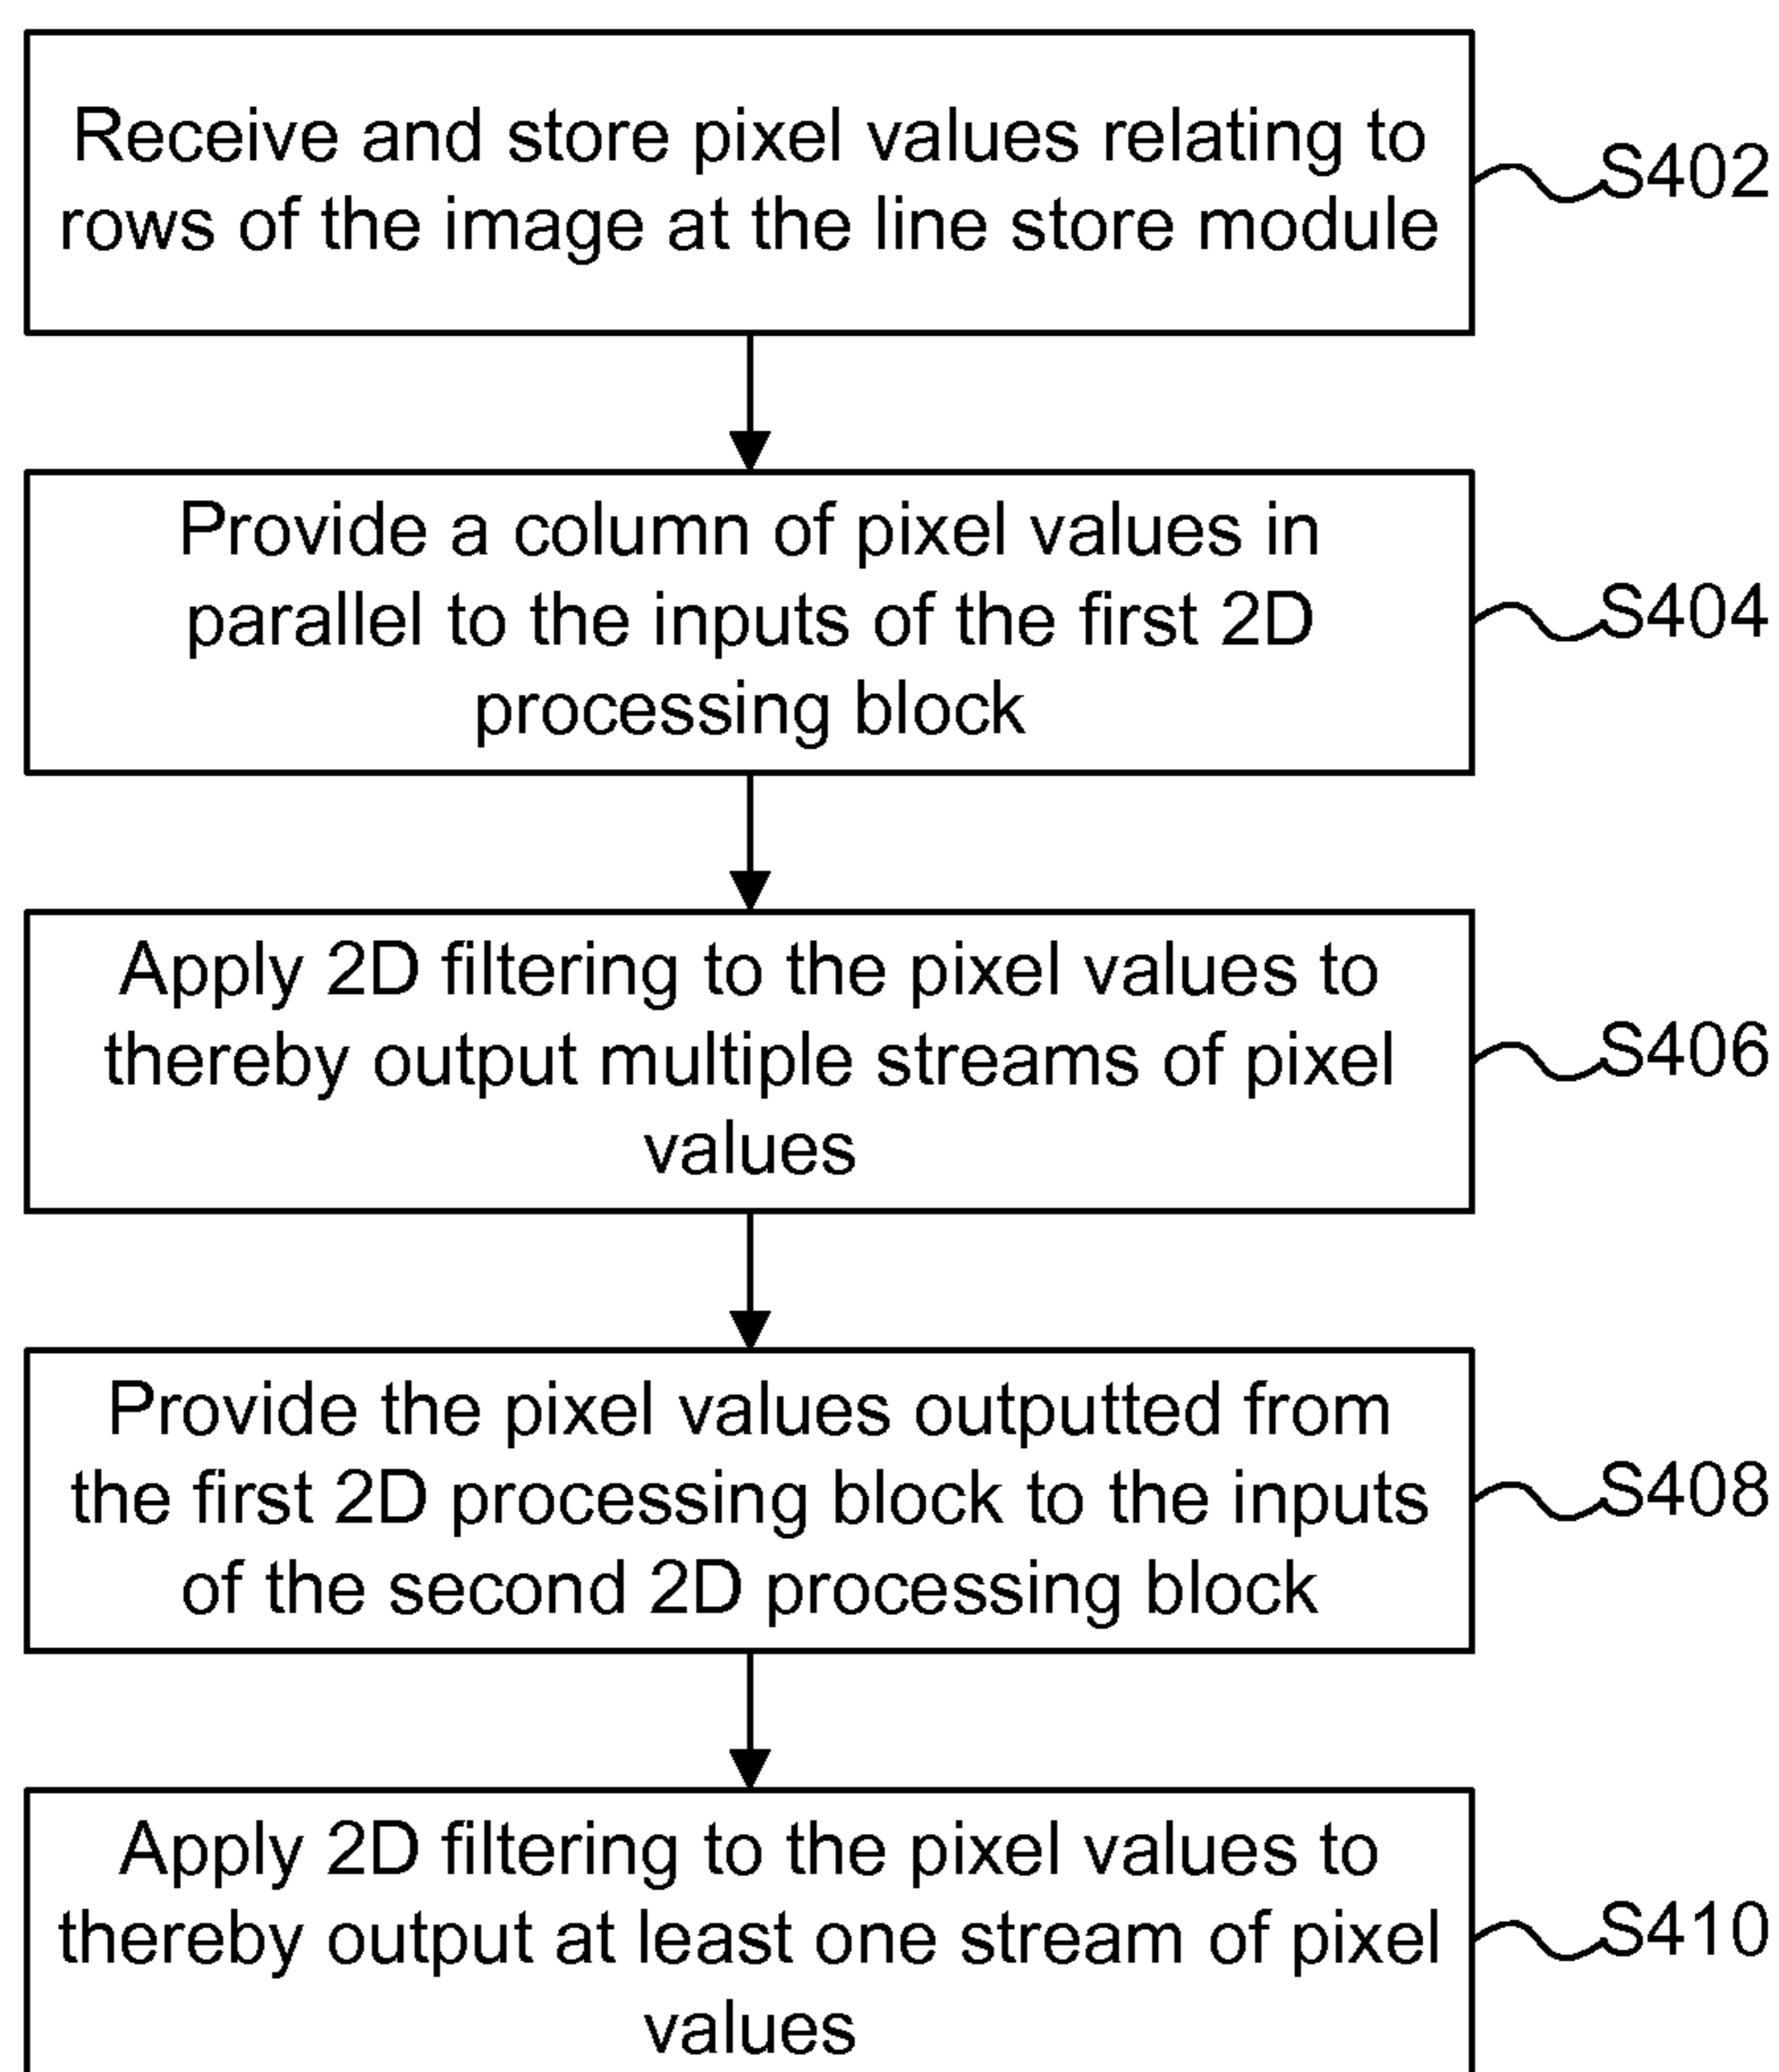 Receive and store pixel values relating to
rows of the image at the line store module
S402
Provide a column of pixel values in
parallel to the inputs of the first 2D
processing block
S404
Apply 2D filtering to the pixel values to
thereby output multiple streams of pixel
values
S406
Provide the pixel values outputted from
the first 2D processing block to the inputs
of the second 2D processing block
S408
Apply 2D filtering to the pixel values to
thereby output at least one stream of pixel
values
S410